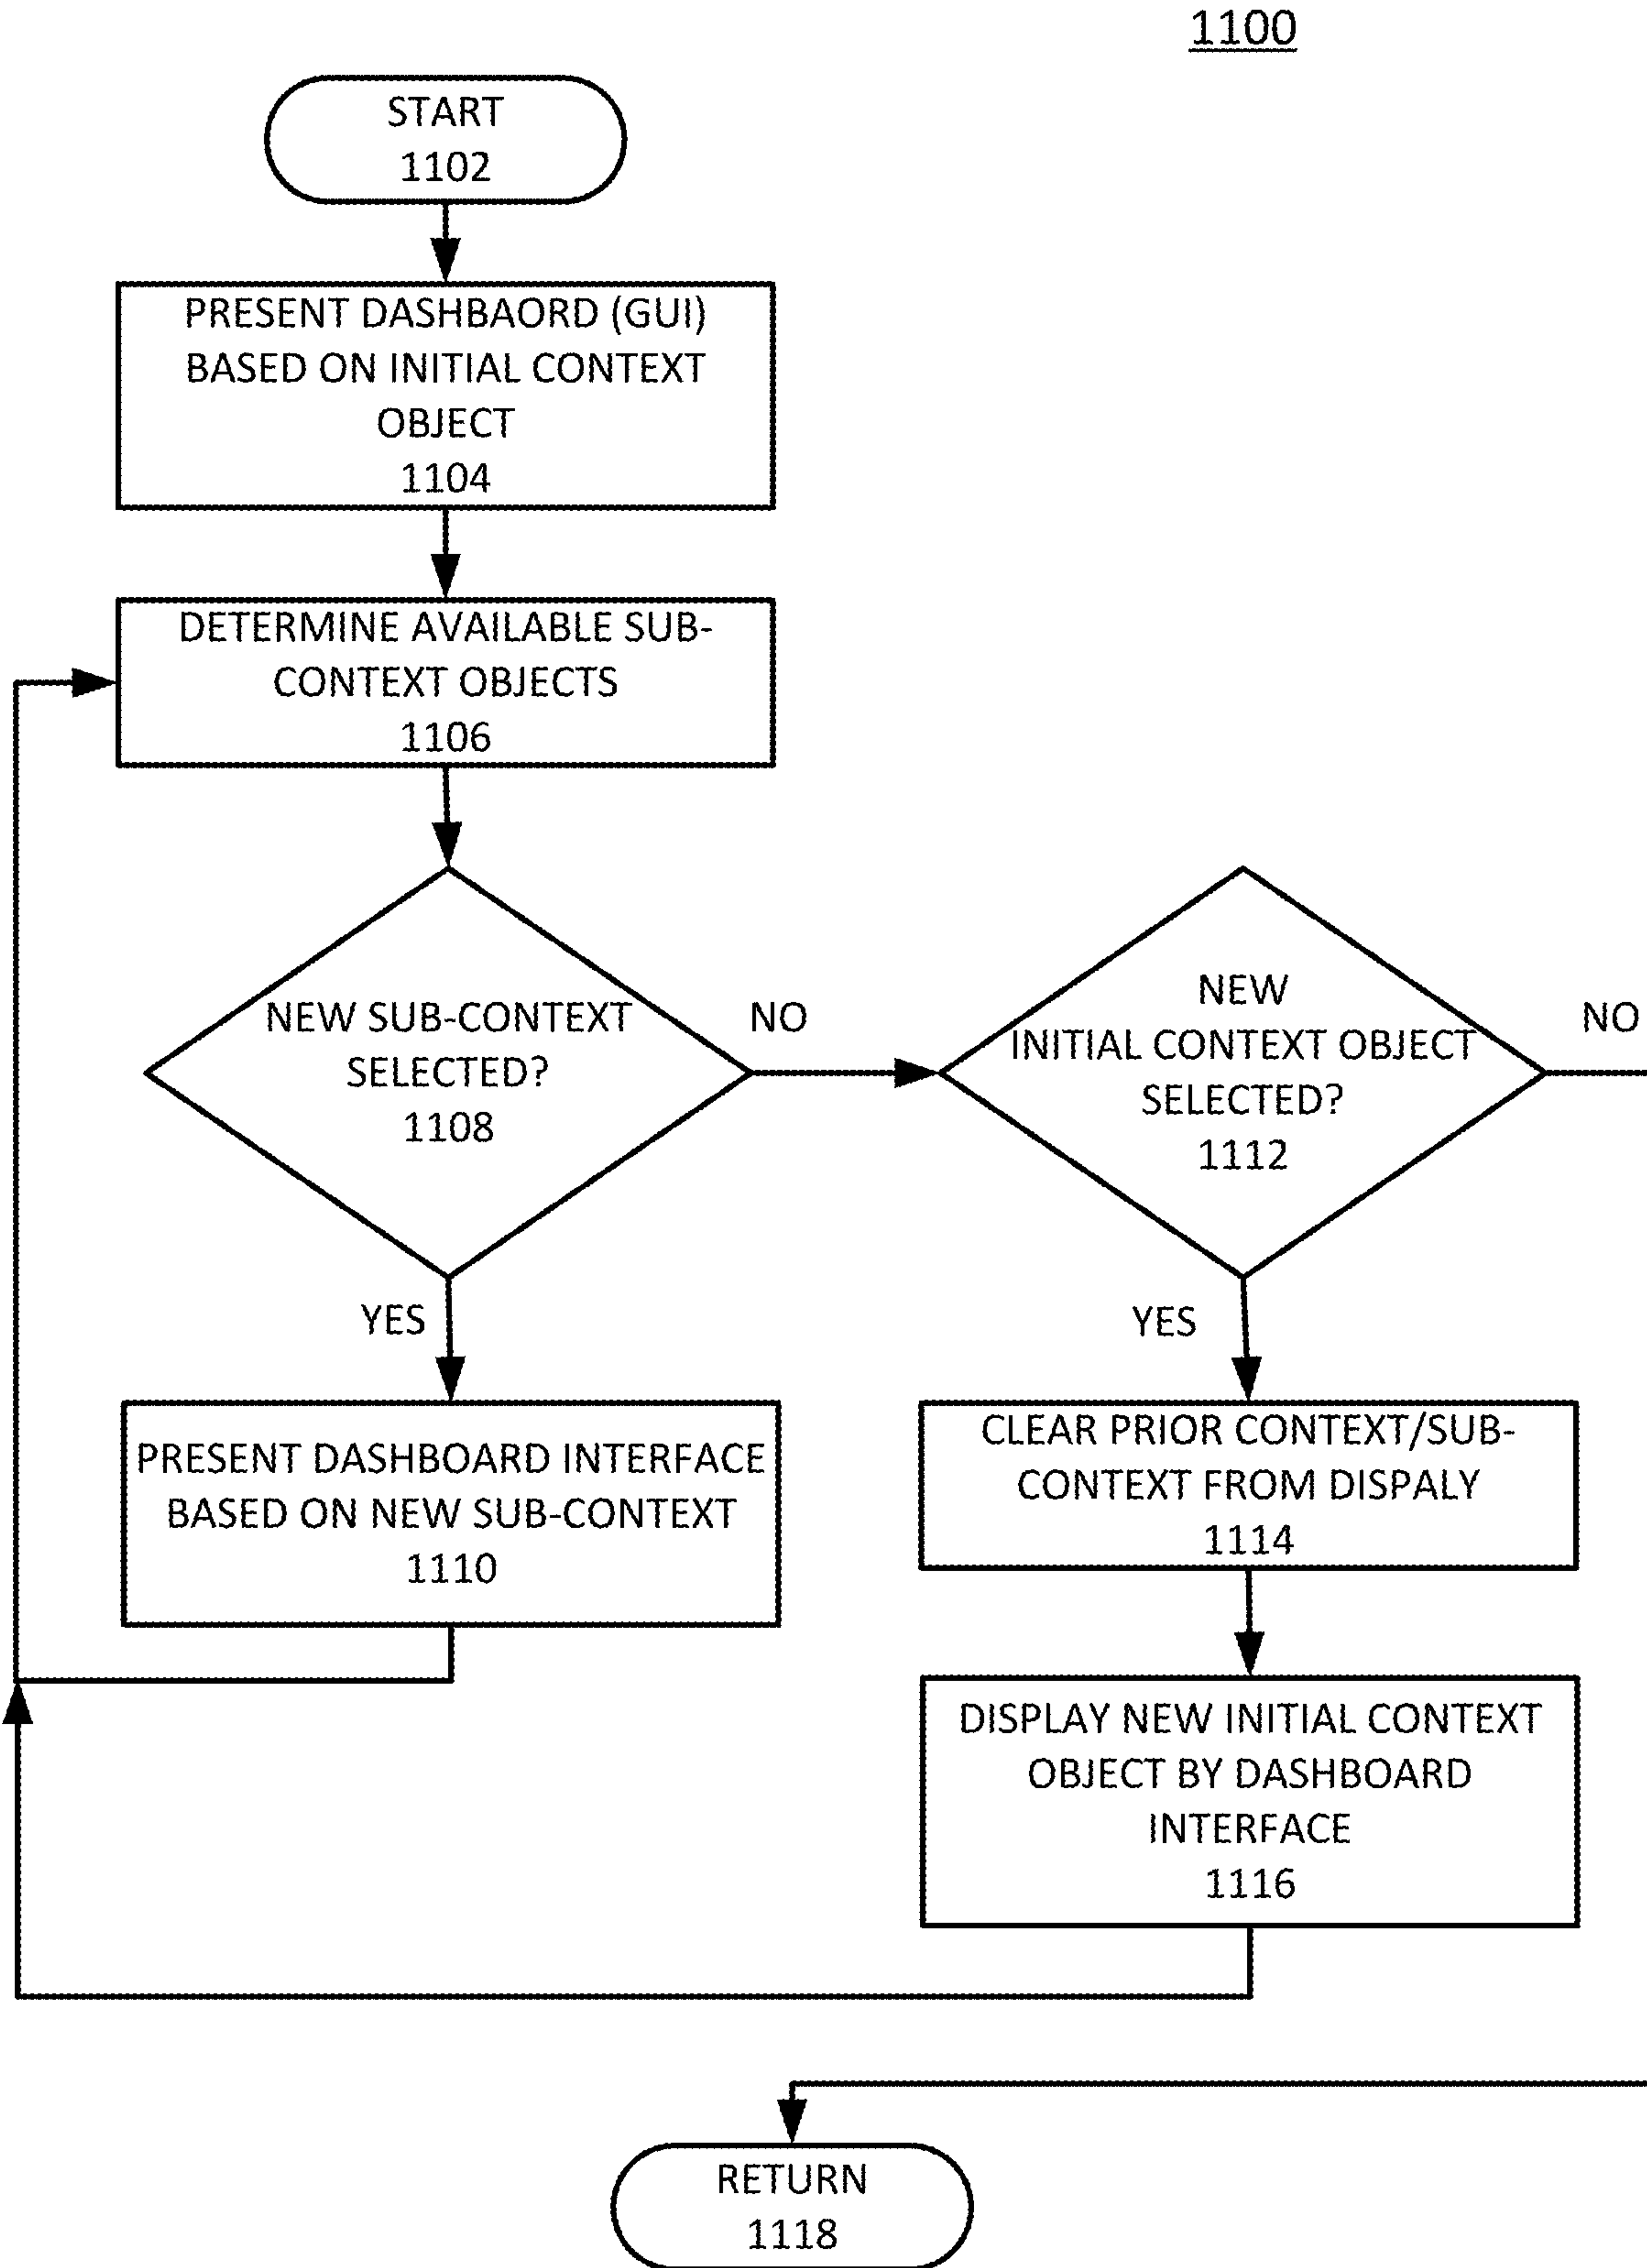 1100
START
1102
PRESENT DASHBAORD (GUI)
BASED ON INITIAL CONTEXT
OBJECT
1104
DETERMINE AVAILABLE SUB-
CONTEXT OBJECTS
1106
NEW SUB-CONTEXT
SELECTED?
1108
NO
NEW
INITIAL CONTEXT OBJECT
SELECTED?
1112
NO
YES
YES
PRESENT DASHBOARD INTERFACE
BASED ON NEW SUB-CONTEXT
1110
CLEAR PRIOR CONTEXT/SUB-
CONTEXT FROM DISPALY
1114
DISPLAY NEW INITIAL CONTEXT
OBJECT BY DASHBOARD
INTERFACE
1116
RETURN
1118